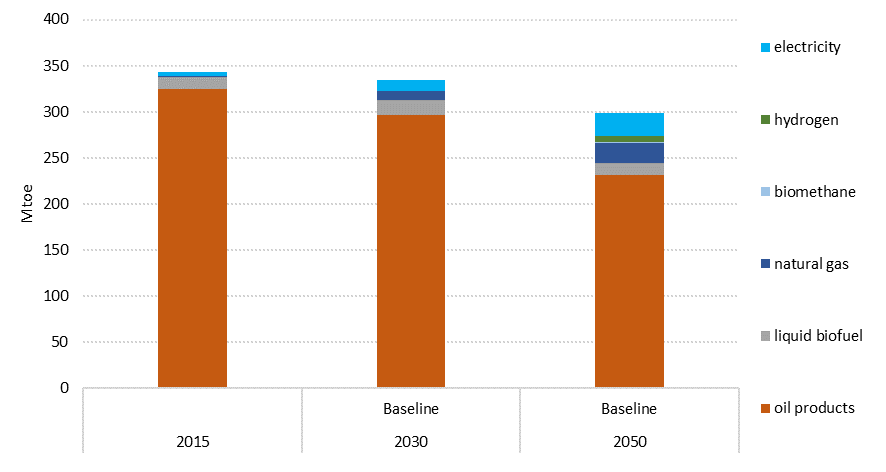 400
350
300
250
200
150
100
50
0
Mtoe
Baseline
Baseline
2015
2030
2050
electricity
hydrogen
biomethane
natural gas
liquid biofuel
oil products